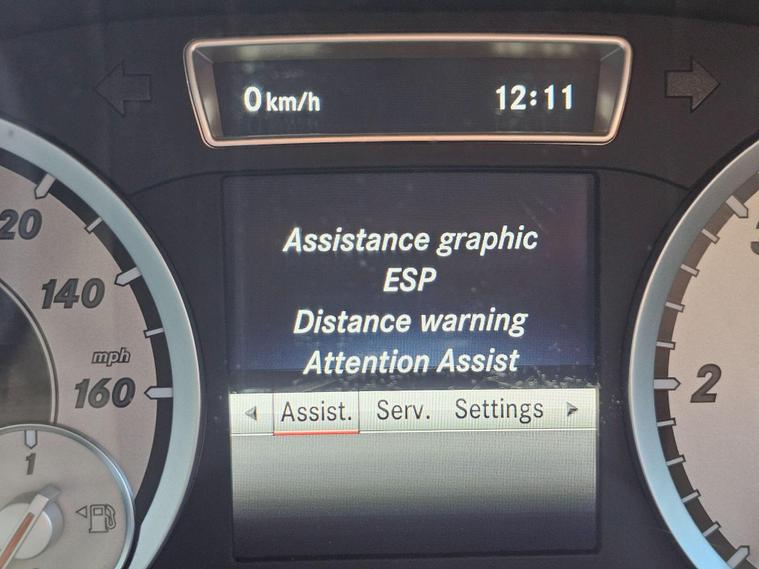 0 km/h 12:11
Assistance graphic
ESP
Distance warning
Attention Assist
Assist. Serv. Settings
140
mph
160
1
2